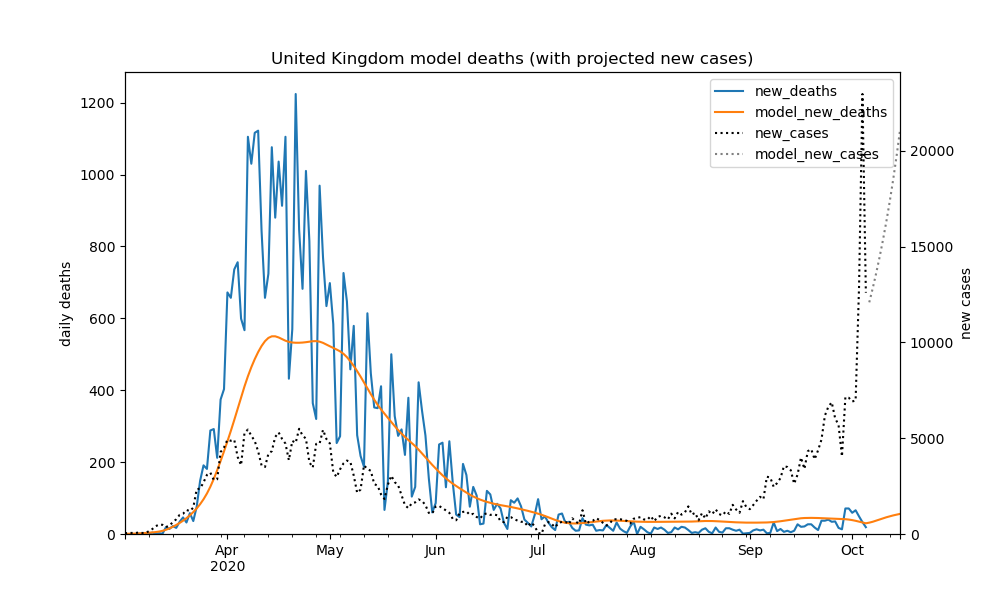 United Kingdom model deaths (with projected new cases)
new_deaths
model_new_deaths
new_cases
model_new_cases
daily deaths
1200
1000
800
600
400
200
0
new cases
20000
15000
10000
5000
0
Apr
2020
May
Jun
Jul
Aug
Sep
Oct